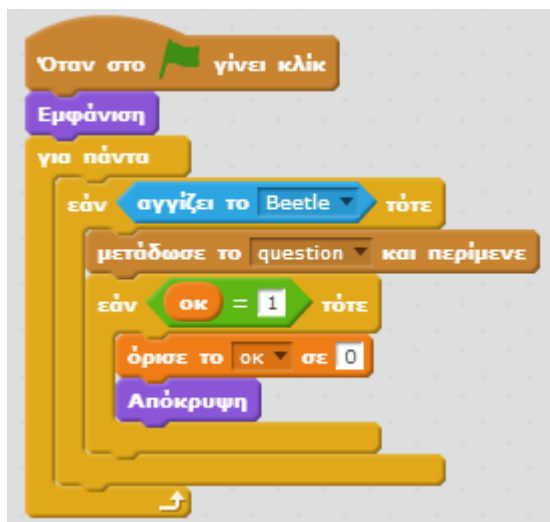 Όταν στο γίνει κλίκ
Εμφάνιση
για πάντα
εάν αγγίζει το Beetle τότε
μετάδωσε το question και περίμενε
εάν οκ = 1 τότε
όρισε το οκ σε 0
Απόκρυψη